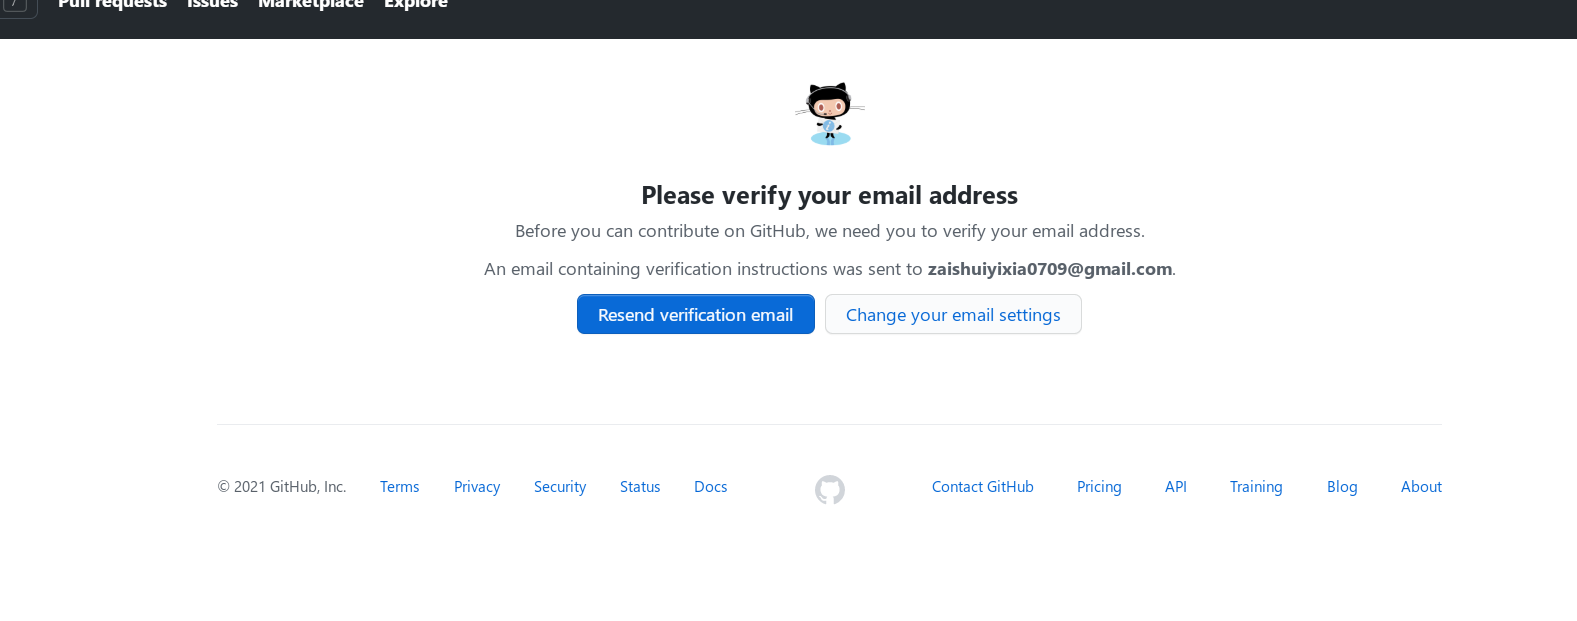 / Pull requests Issues Marketplace Explore
Please verify your email address
Before you can contribute on GitHub, we need you to verify your email address.
An email containing verification instructions was sent to zaishuiyixia0709@gmail.com.
Resend verification email Change your email settings
© 2021 GitHub, Inc. Terms Privacy Security Status Docs Contact GitHub Pricing API Training Blog About